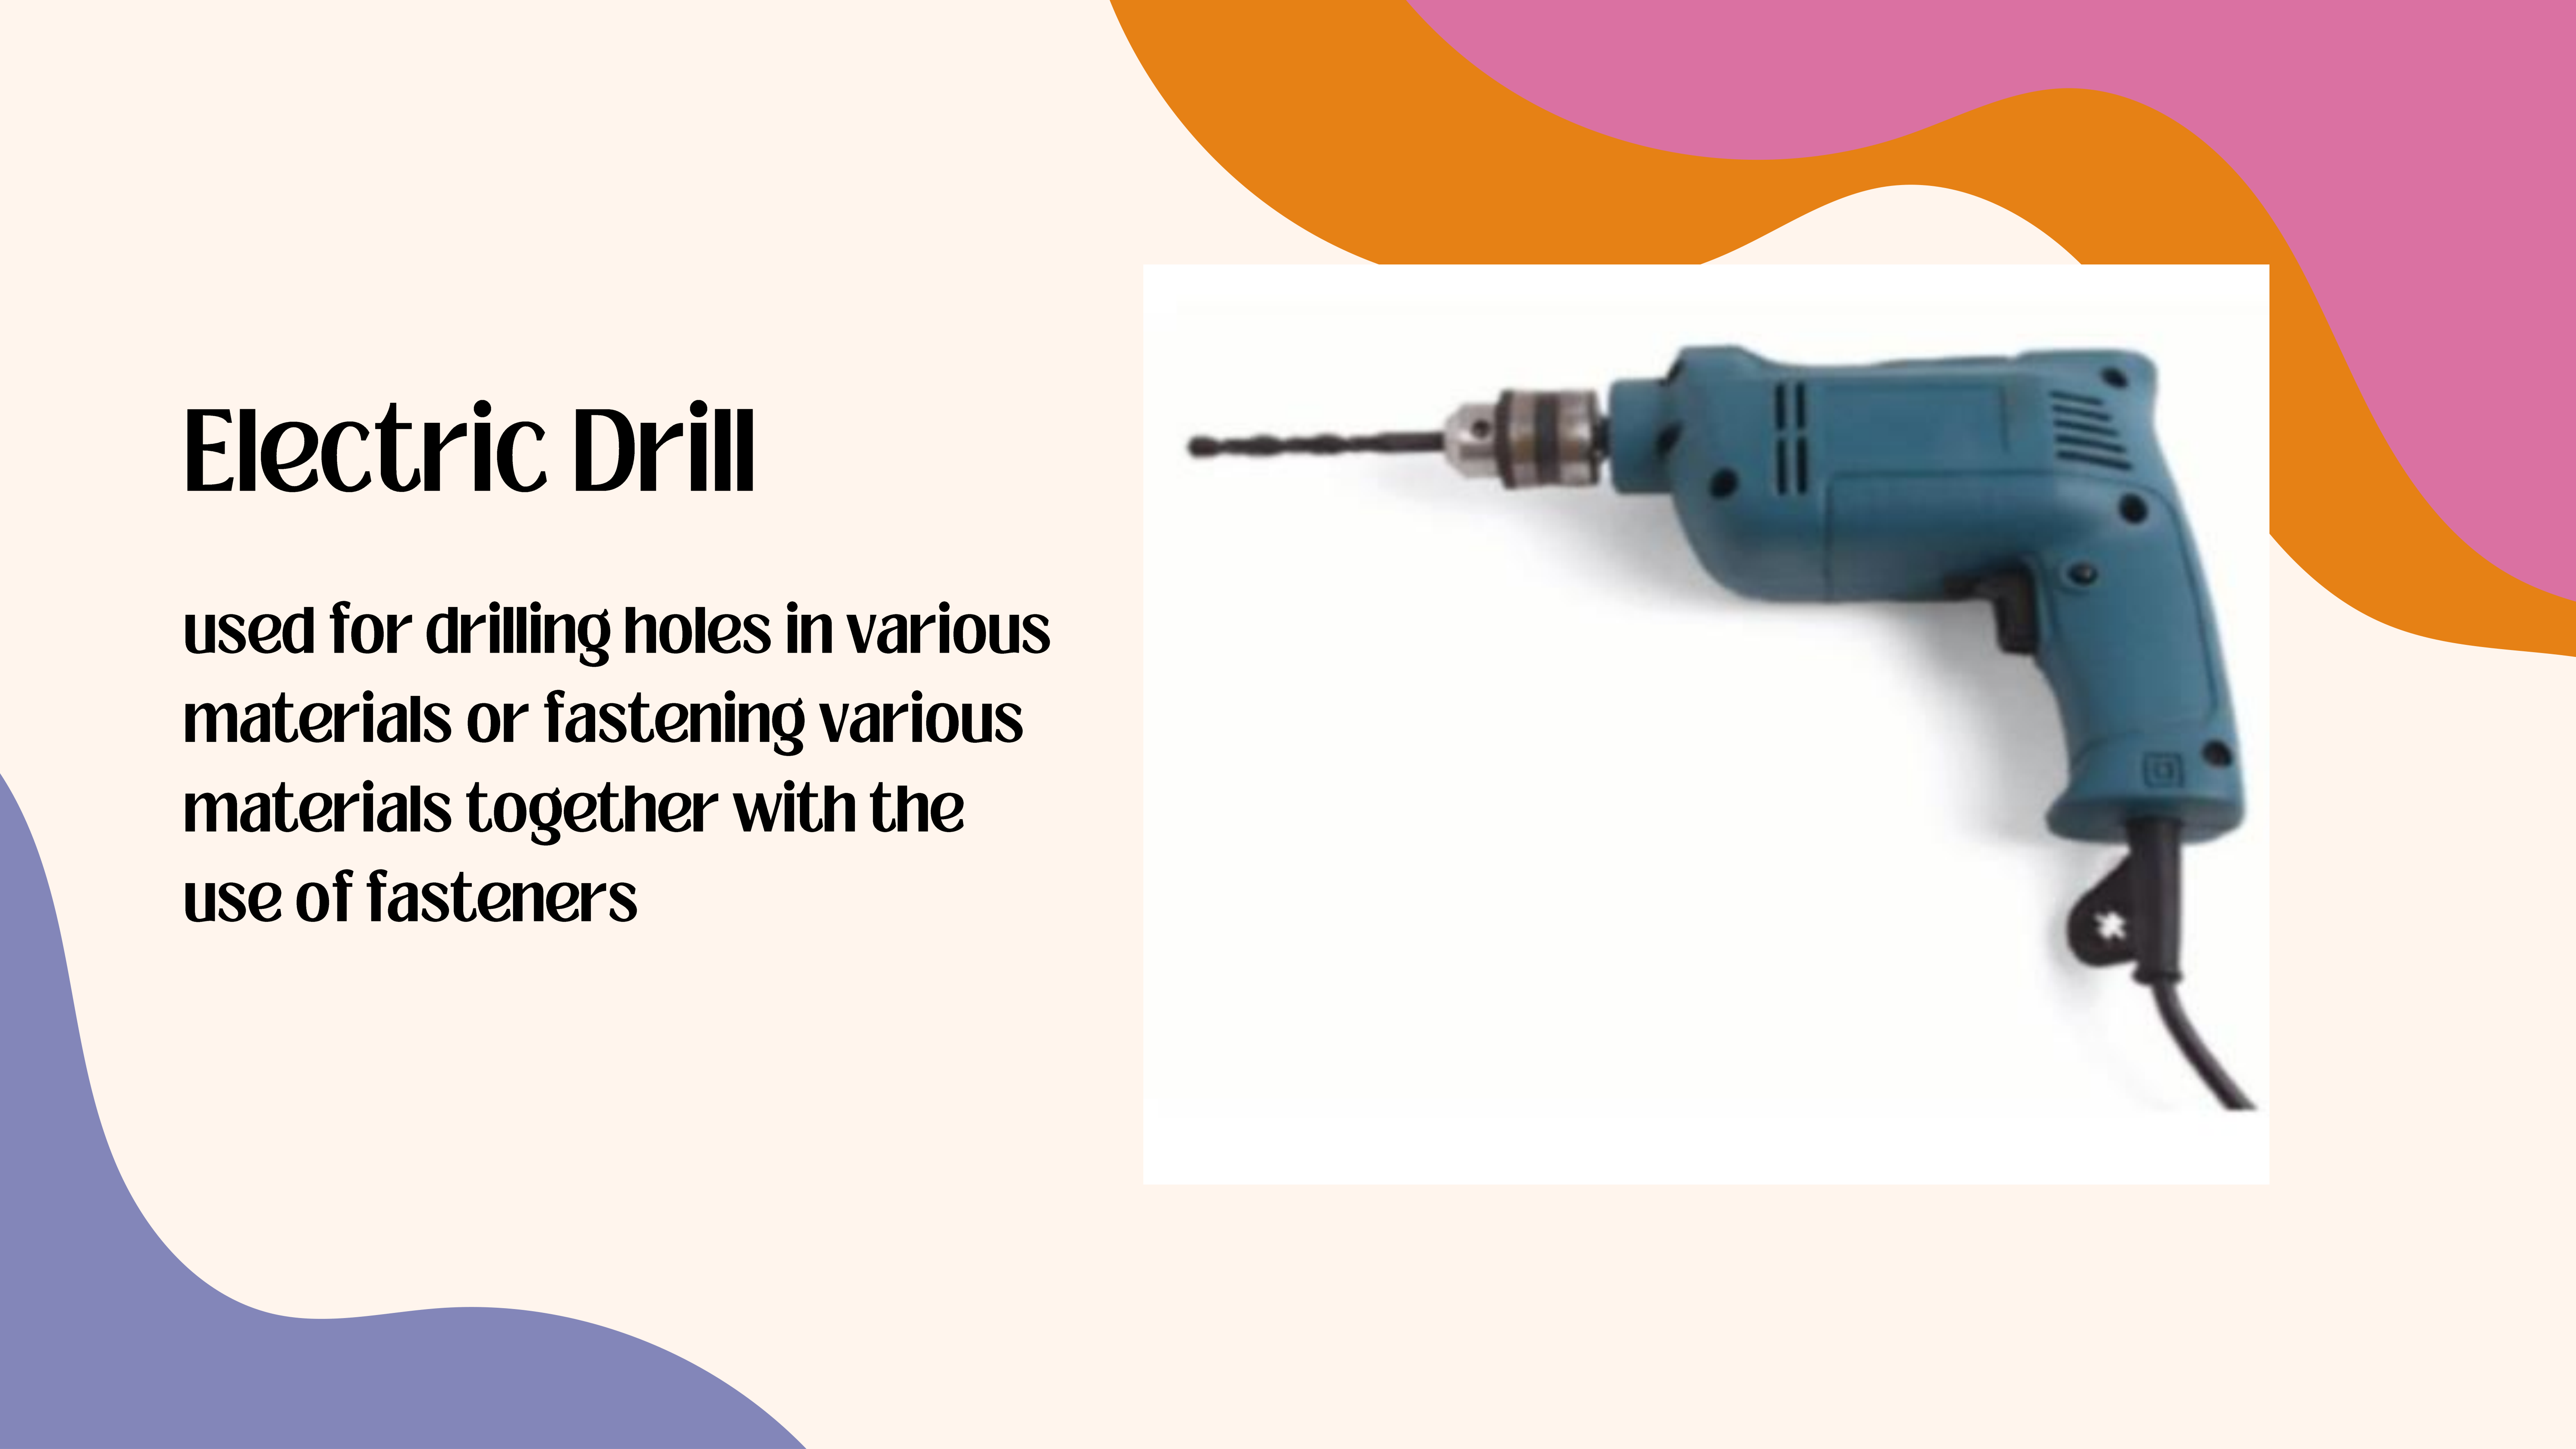 Electric Drill
used for drilling holes in various
materials or fastening various
materials together with the
use of fasteners